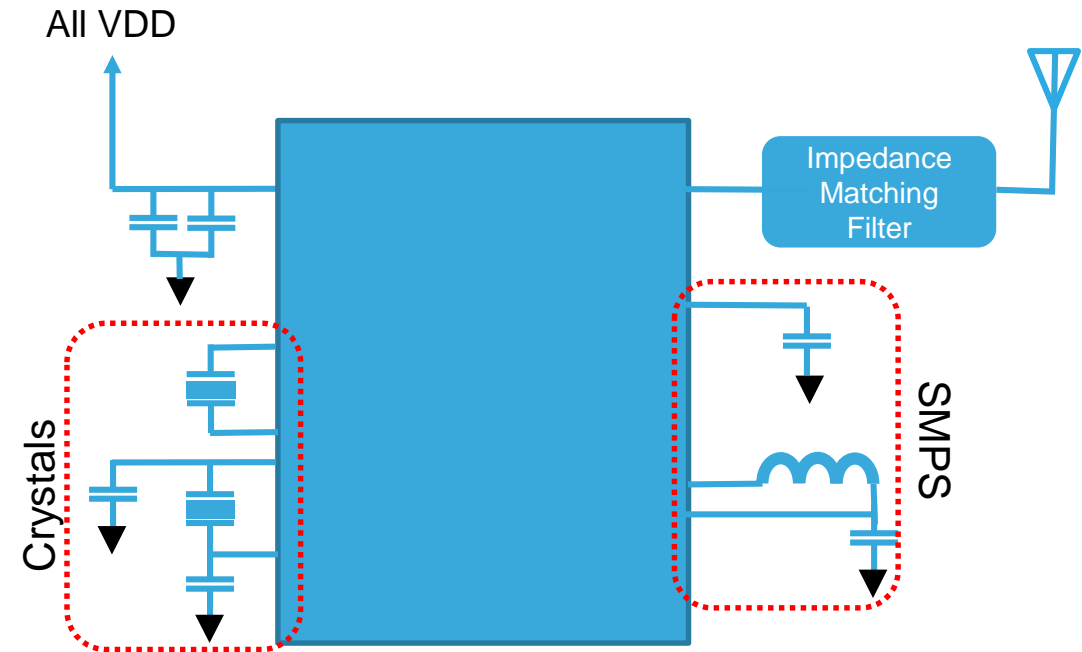 All VDD
Impedance
Matching
Filter
SMPS
Crystals